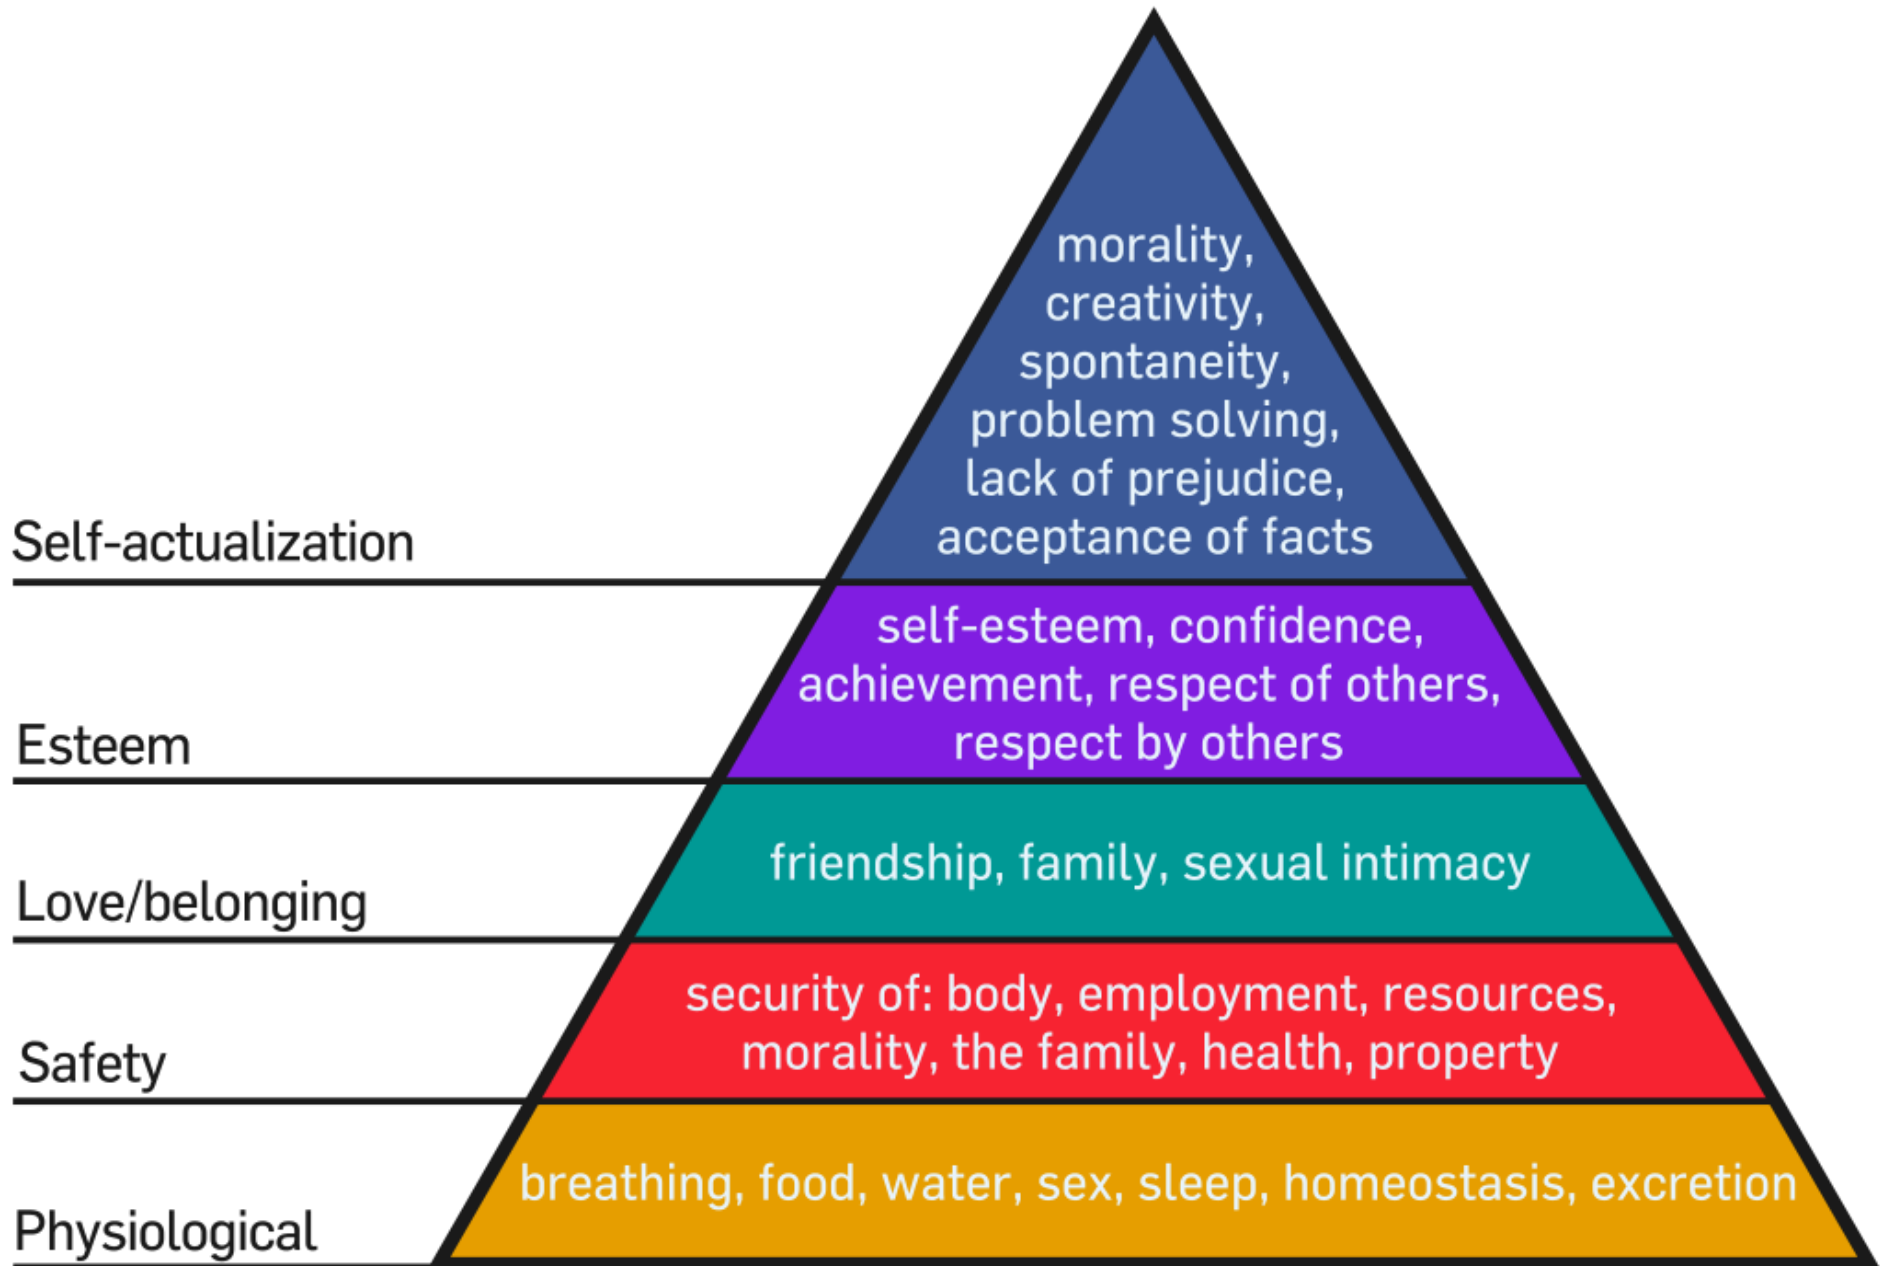 morality,
creativity,
spontaneity,
problem solving,
lack of prejudice,
acceptance of facts
Self-actualization
self-esteem, confidence,
achievement, respect of others,
respect by others
Esteem
friendship, family, sexual intimacy
Love/belonging
security of: body, employment, resources,
morality, the family, health, property
Safety
breathing, food, water, sex, sleep, homeostasis, excretion
Physiological